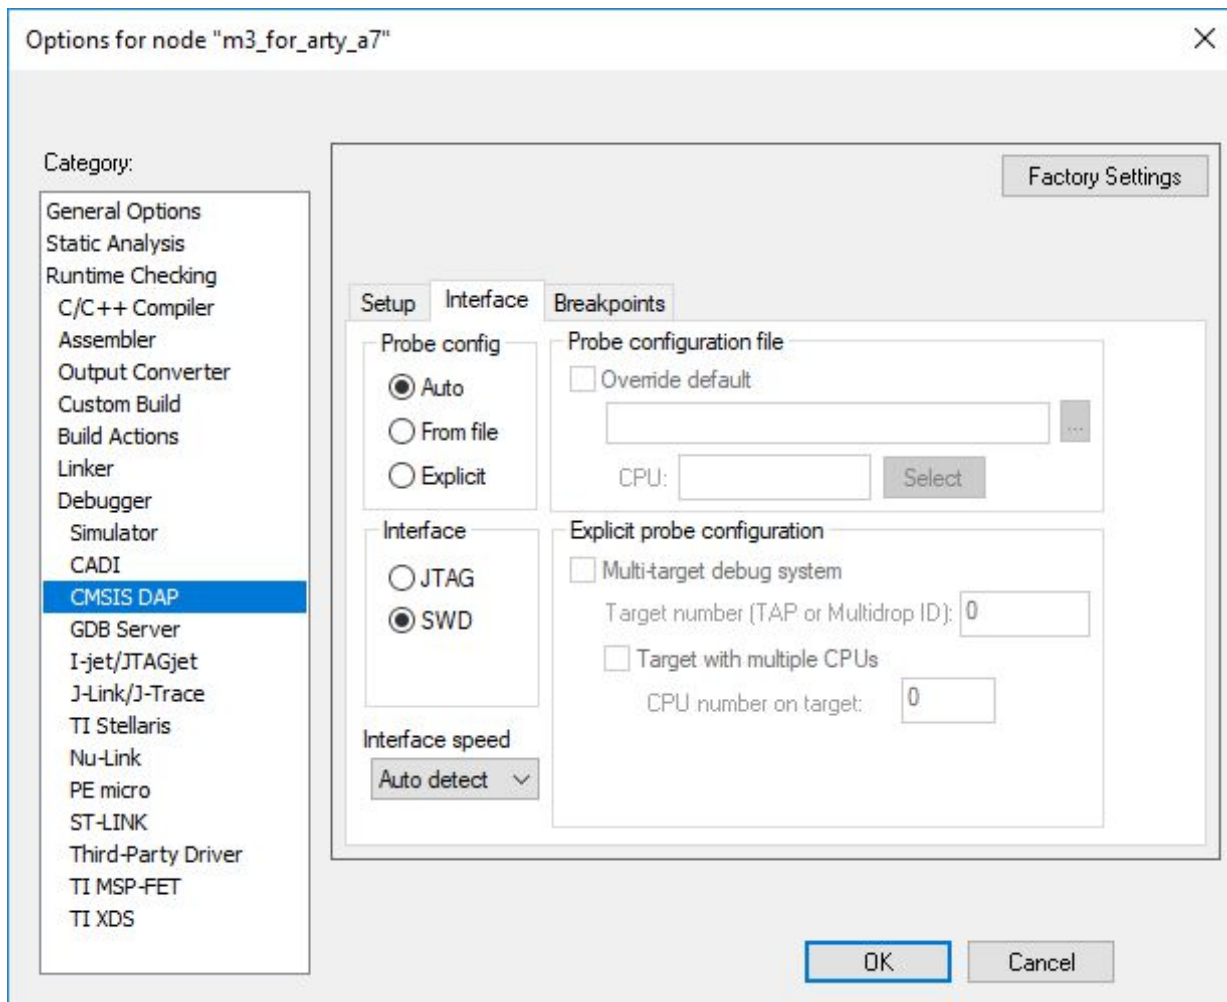 Options for node "m3_for_arty_a7"
Category:
General Options
Static Analysis
Runtime Checking
C/C++ Compiler
Assembler
Output Converter
Custom Build
Build Actions
Linker
Debugger
Simulator
CADI
CMSIS DAP
GDB Server
I-jet/JTAGjet
J-Link/J-Trace
TI Stellaris
Nu-Link
PE micro
ST-LINK
Third-Party Driver
TI MSP-FET
TI XDS
Factory Settings
Setup Interface Breakpoints
Probe config
Auto
From file
Explicit
Probe configuration file
Override default
...
CPU:
Select
Interface
JTAG
SWD
Explicit probe configuration
Multi-target debug system
Target number (TAP or Multidrop ID): 0
Target with multiple CPUs
CPU number on target: 0
Interface speed
Auto detect
OK Cancel